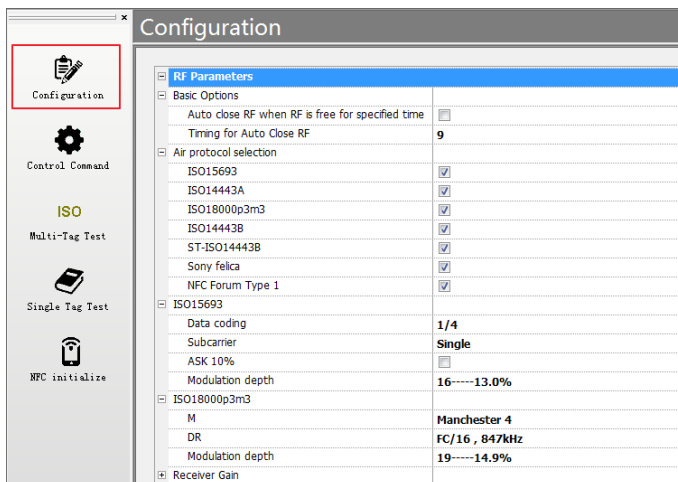 Configuration
Configuration
Control Command
ISO
Multi-Tag Test
Single Tag Test
NFC initialize
RF Parameters
Basic Options
Auto close RF when RF is free for specified time
Timing for Auto Close RF 9
Air protocol selection
ISO15693
ISO14443A
ISO18000p3m3
ISO14443B
ST-ISO14443B
Sony felica
NFC Forum Type 1
ISO15693
Data coding 1/4
Subcarrier Single
ASK 10%
Modulation depth 16-----13.0%
ISO18000p3m3
M Manchester 4
DR FC/16 , 847kHz
Modulation depth 19-----14.9%
Receiver Gain